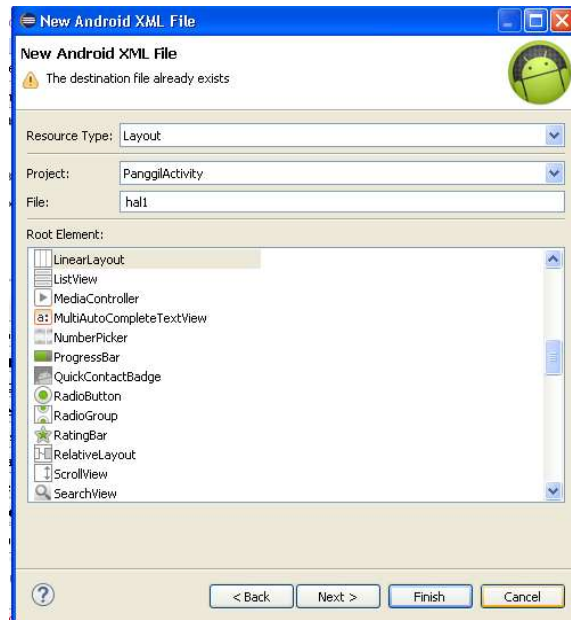 New Android XML File
New Android XML File
The destination file already exists
Resource Type: Layout
Project: PanggilActivity
File: hal1
Root Element:
LinearLayout
ListView
MediaController
a: MultiAutoCompleteTextView
NumberPicker
ProgressBar
QuickContactBadge
RadioButton
RadioGroup
RatingBar
RelativeLayout
ScrollView
SearchView
? < Back Next > Finish Cancel